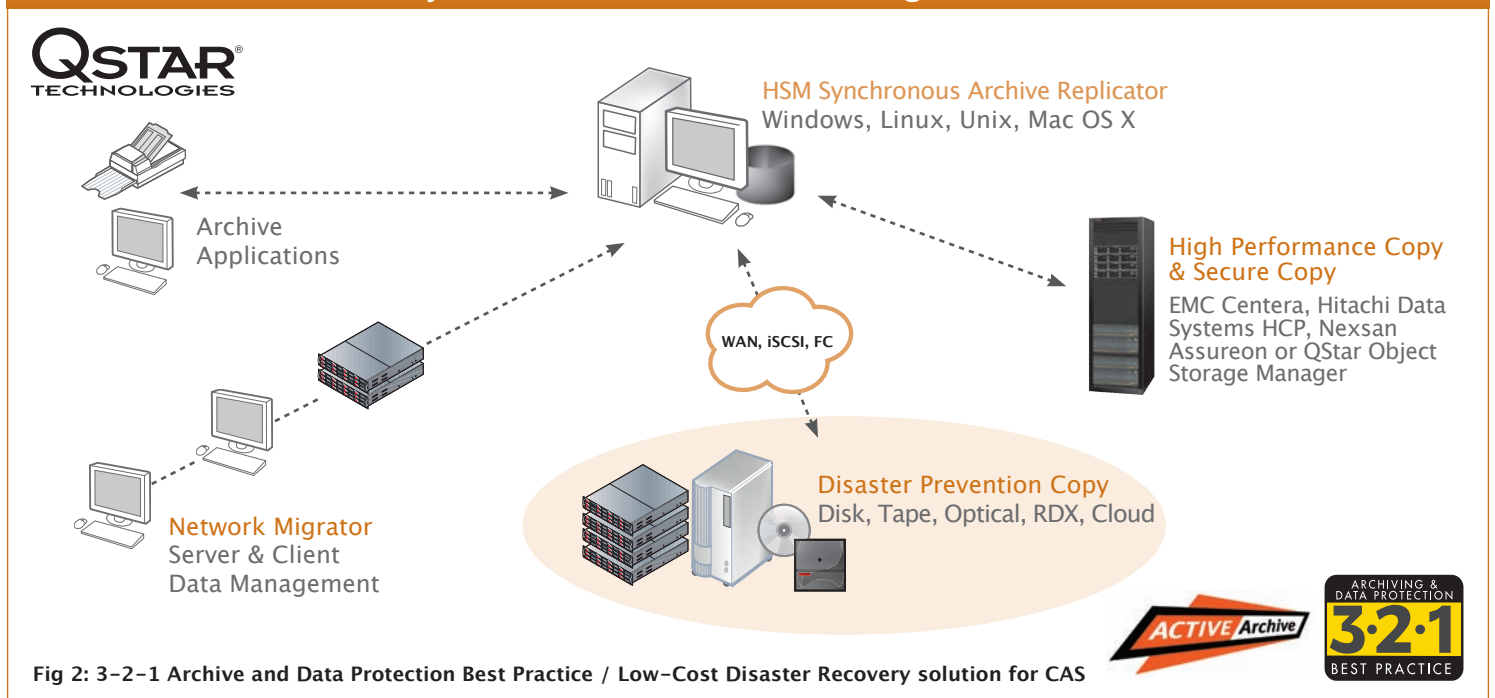 QSTAR®
TECHNOLOGIES
HSM Synchronous Archive Replicator
Windows, Linux, Unix, Mac OS X
Archive
Applications
High Performance Copy
& Secure Copy
EMC Centera, Hitachi Data
Systems HCP, Nexsan
Assureon or QStar Object
Storage Manager
WAN, iSCSI, FC
Disaster Prevention Copy
Disk, Tape, Optical, RDX, Cloud
Network Migrator
Server & Client
Data Management
ACTIVE Archive
ARCHIVING &
DATA PROTECTION
3·2·1
BEST PRACTICE
Fig 2: 3-2-1 Archive and Data Protection Best Practice / Low-Cost Disaster Recovery solution for CAS